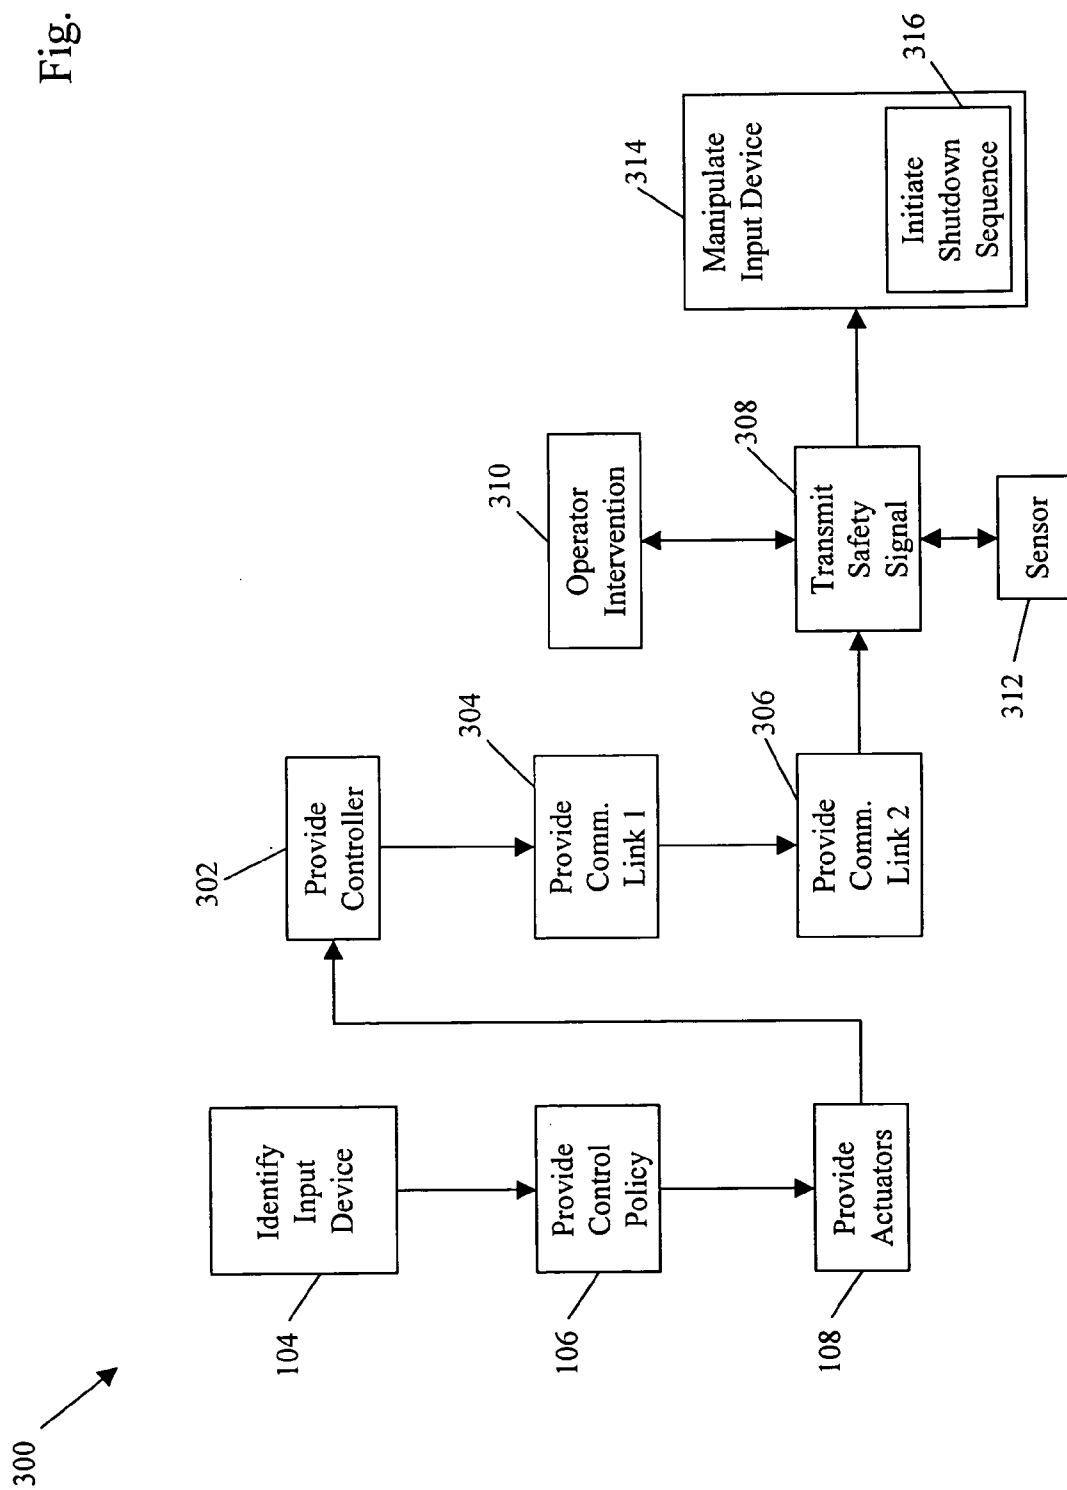 Fig.
300
104
Identify
Input
Device
106
Provide
Control
Policy
108
Provide
Actuators
302
Provide
Controller
304
Provide
Comm.
Link 1
306
Provide
Comm.
Link 2
310
Operator
Intervention
308
Transmit
Safety
Signal
312
Sensor
314
Manipulate
Input Device
316
Initiate
Shutdown
Sequence